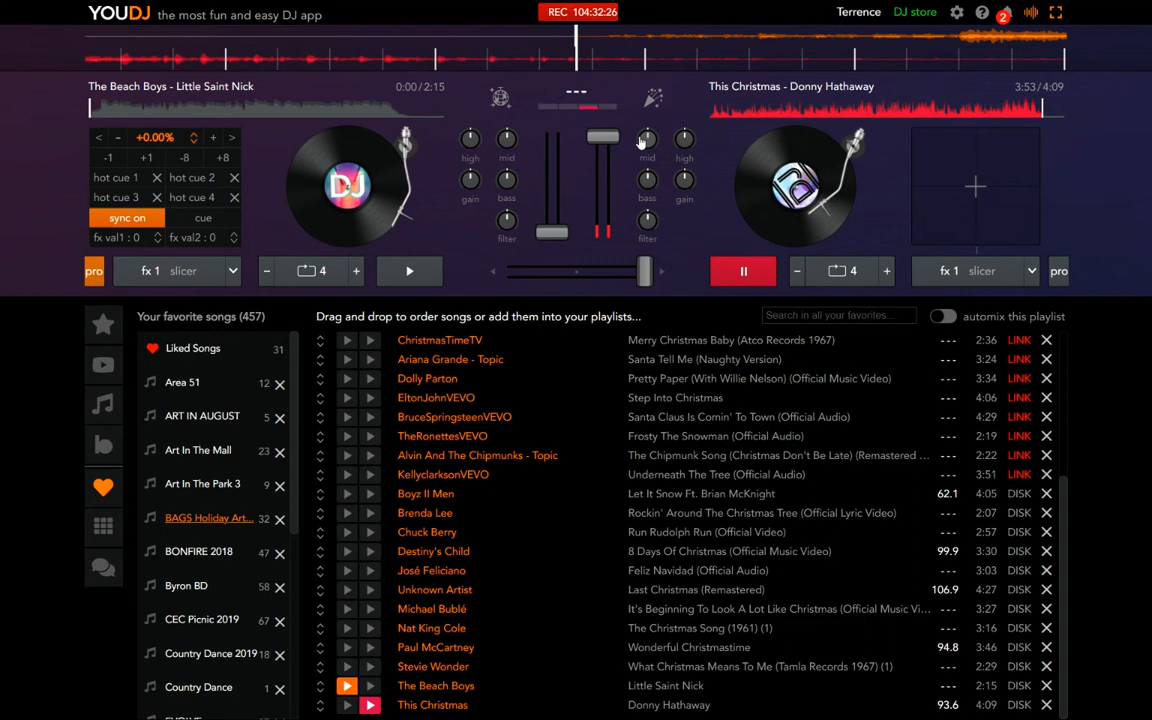 YOUDJ the most fun and easy DJ app
REC 104:32:26
Terrence DJ store 2
The Beach Boys - Little Saint Nick 0:00 / 2:15
---
This Christmas - Donny Hathaway 3:53 / 4:09
< - +0.00% + >
-1 +1 -8 +8
hot cue 1 hot cue 2
hot cue 3 hot cue 4
sync on cue
fx val1 : 0 fx val2 : 0
high mid mid high
gain bass bass gain
filter filter
DJ
pro fx 1 slicer - 4 +
- 4 + fx 1 slicer pro
Your favorite songs (457)
Drag and drop to order songs or add them into your playlists...
Search in all your favorites...
automix this playlist
Liked Songs 31
Area 51 12
ART IN AUGUST 5
Art In The Mall 23
Art In The Park 3 9
BAGS Holiday Art... 32
BONFIRE 2018 47
Byron BD 58
CEC Picnic 2019 67
Country Dance 2019 18
Country Dance 1
ChristmasTimeTV Merry Christmas Baby (Atco Records 1967) --- 2:36 LINK
Ariana Grande - Topic Santa Tell Me (Naughty Version) --- 3:24 LINK
Dolly Parton Pretty Paper (With Willie Nelson) (Official Music Video) --- 3:34 LINK
EltonJohnVEVO Step Into Christmas --- 4:06 LINK
BruceSpringsteenVEVO Santa Claus Is Comin' To Town (Official Audio) --- 4:29 LINK
TheRonettesVEVO Frosty The Snowman (Official Audio) --- 2:19 LINK
Alvin And The Chipmunks - Topic The Chipmunk Song (Christmas Don't Be Late) (Remastered ... --- 2:22 LINK
KellyclarksonVEVO Underneath The Tree (Official Audio) --- 3:51 LINK
Boyz II Men Let It Snow Ft. Brian McKnight 62.1 4:05 DISK
Brenda Lee Rockin' Around The Christmas Tree (Official Lyric Video) --- 2:07 DISK
Chuck Berry Run Rudolph Run (Official Video) --- 2:57 DISK
Destiny's Child 8 Days Of Christmas (Official Music Video) 99.9 3:30 DISK
José Feliciano Feliz Navidad (Official Audio) --- 3:03 DISK
Unknown Artist Last Christmas (Remastered) 106.9 4:27 DISK
Michael Bublé It's Beginning To Look A Lot Like Christmas (Official Music Vi... --- 3:27 DISK
Nat King Cole The Christmas Song (1961) (1) --- 3:16 DISK
Paul McCartney Wonderful Christmastime 94.8 3:46 DISK
Stevie Wonder What Christmas Means To Me (Tamla Records 1967) (1) --- 2:29 DISK
The Beach Boys Little Saint Nick --- 2:15 DISK
This Christmas Donny Hathaway 93.6 4:09 DISK